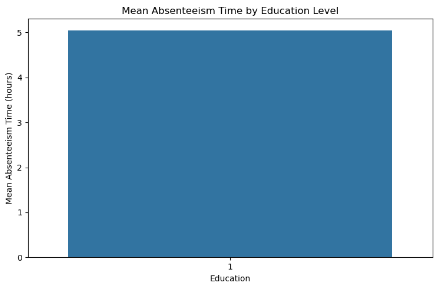 Mean Absenteeism Time by Education Level
Mean Absenteeism Time (hours)
5
4
3
2
1
0
1
Education